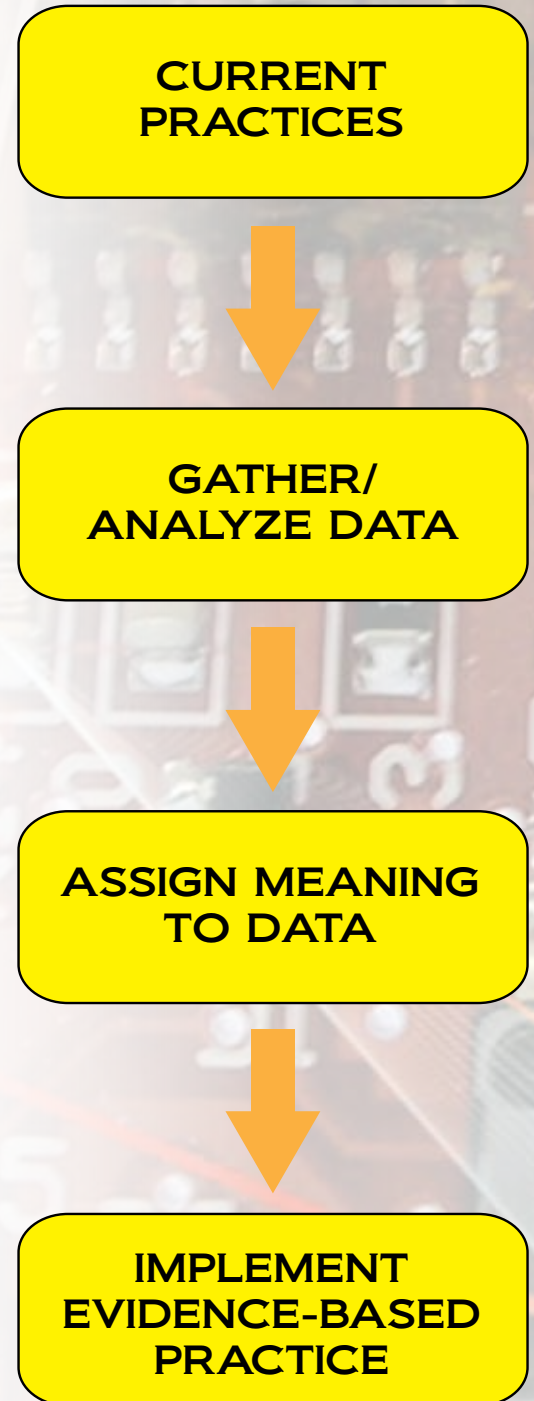 CURRENT
PRACTICES
GATHER/
ANALYZE DATA
ASSIGN MEANING
TO DATA
IMPLEMENT
EVIDENCE-BASED
PRACTICE